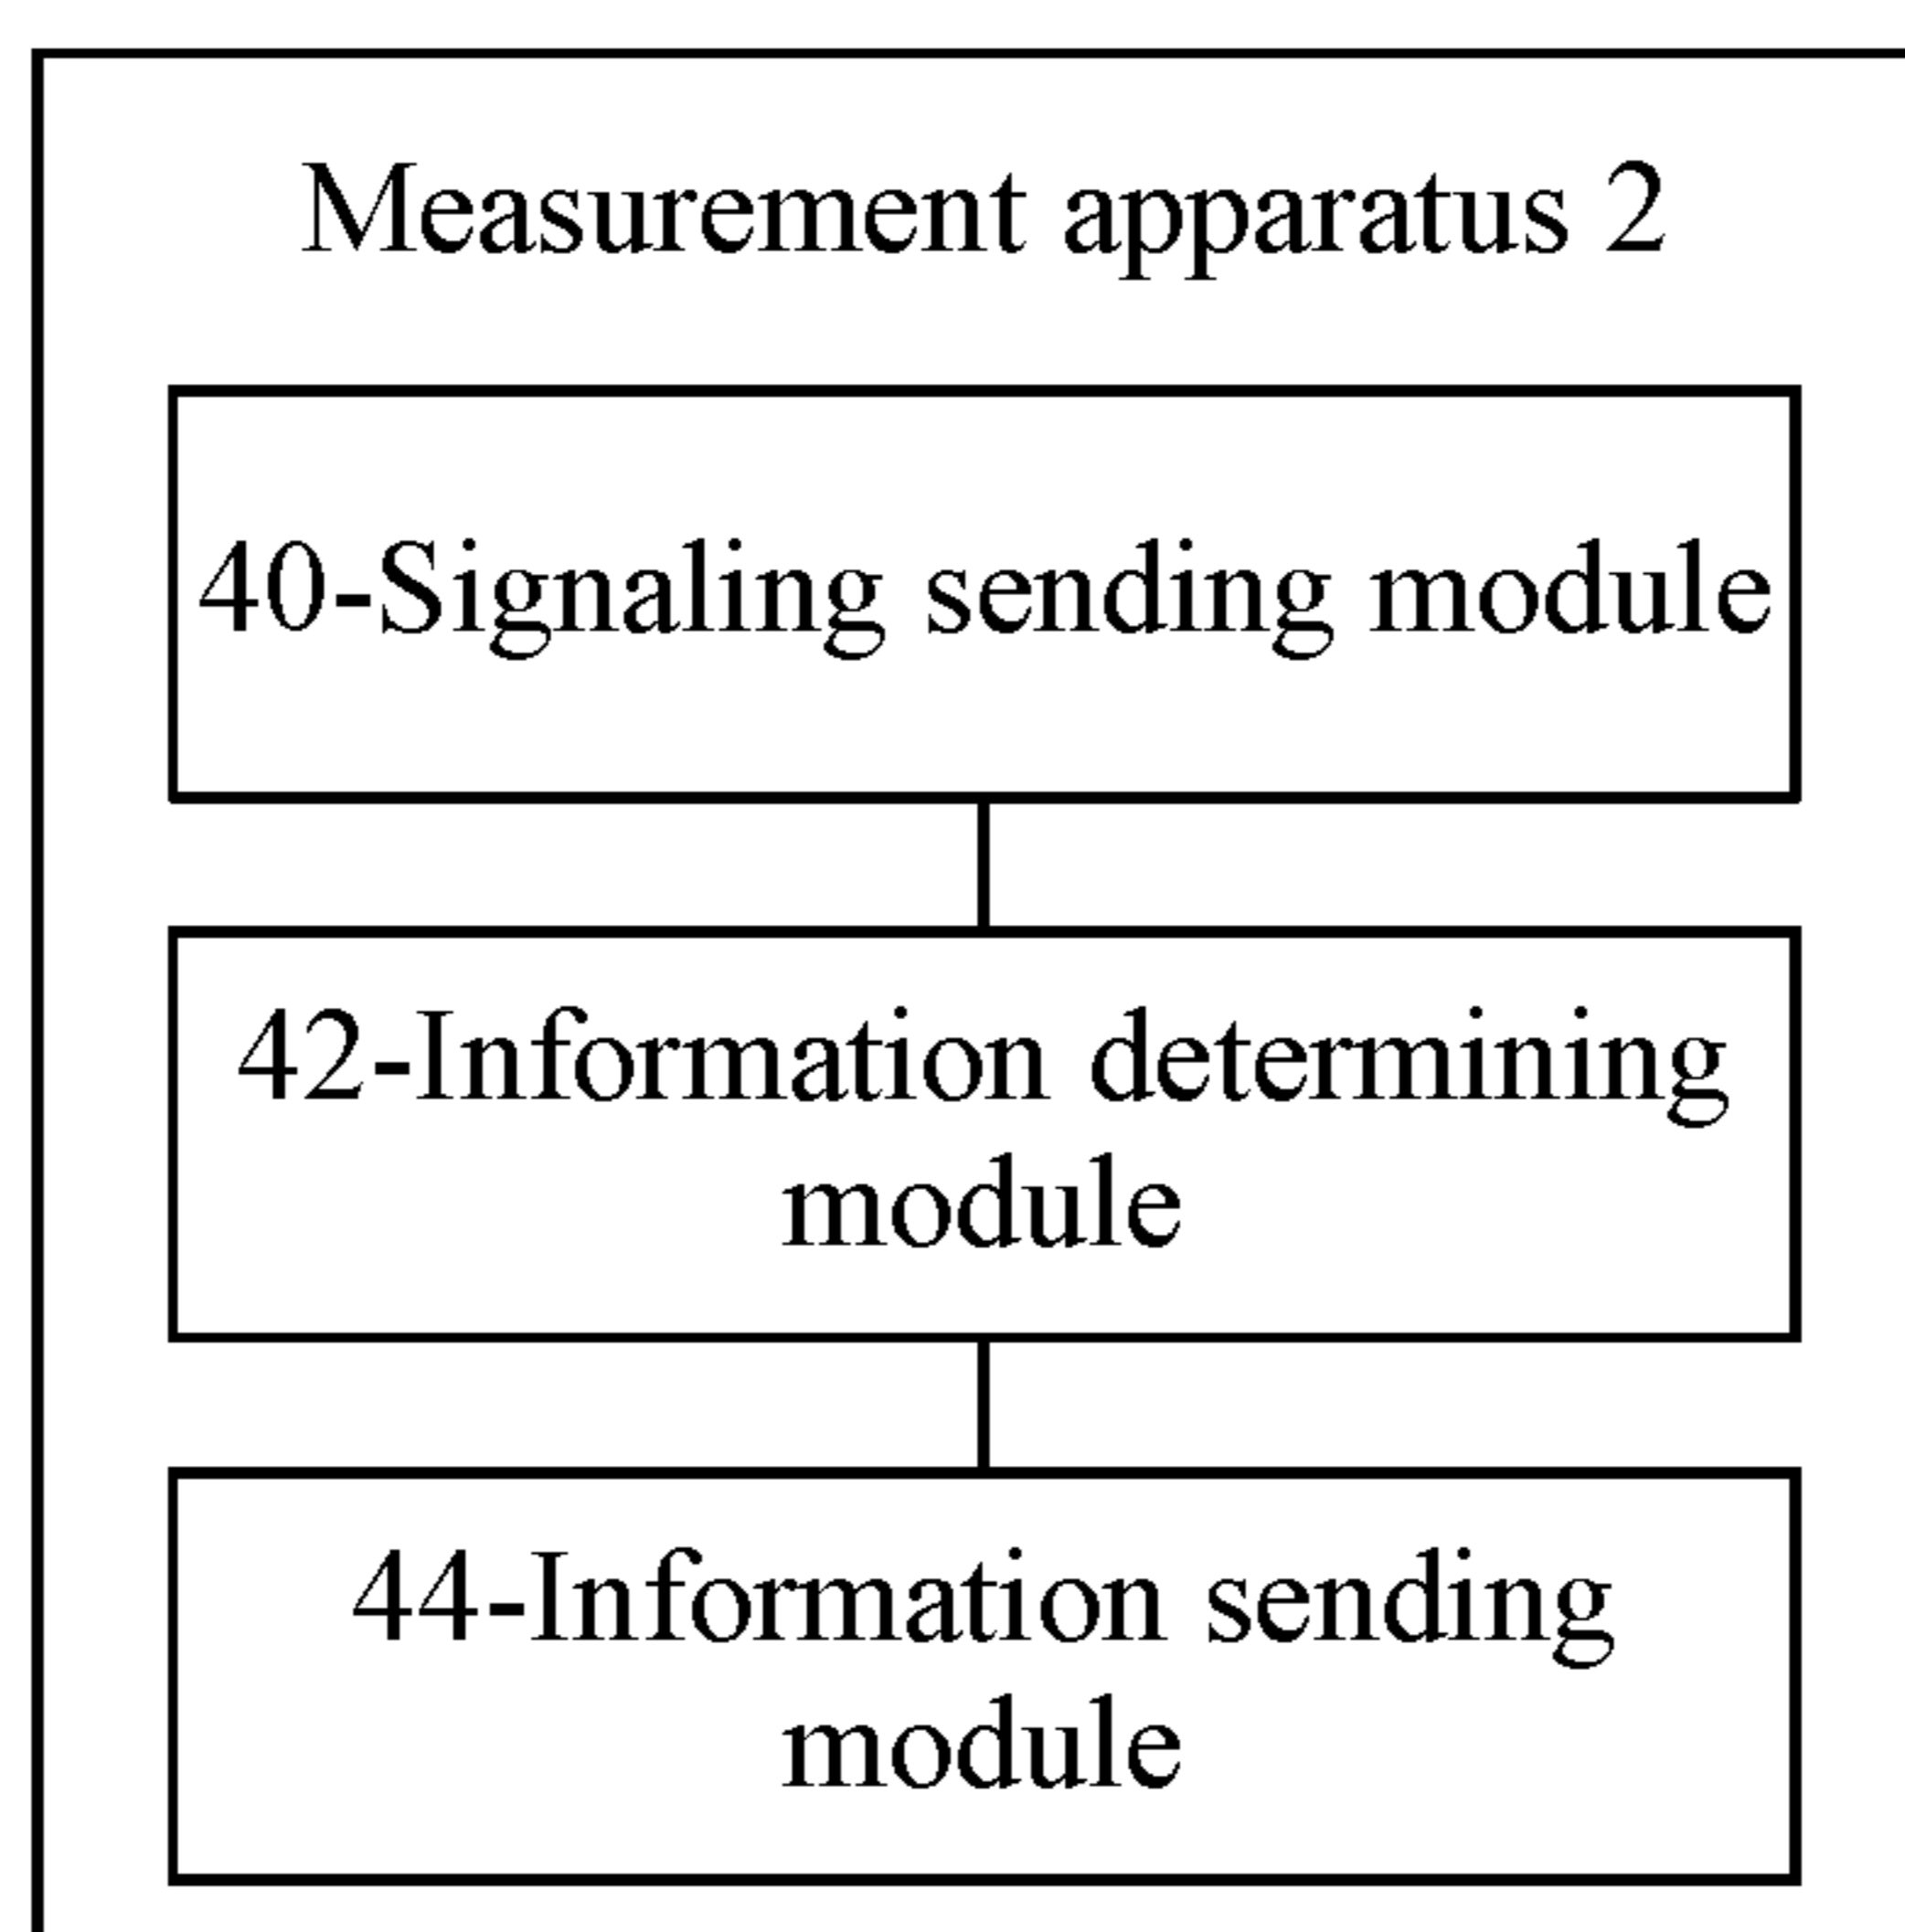 Measurement apparatus 2
40-Signaling sending module
42-Information determining
module
44-Information sending
module